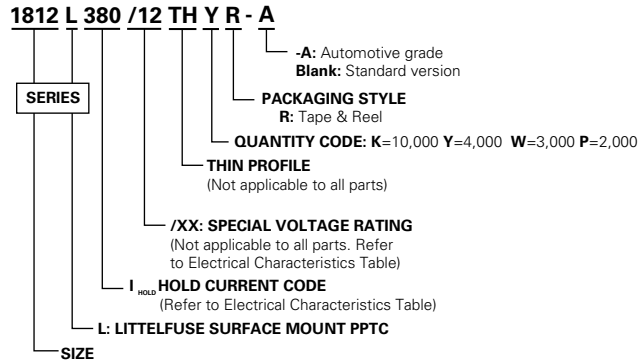 1812 L 380 /12 TH Y R - A
-A: Automotive grade
Blank: Standard version
SERIES
PACKAGING STYLE
R: Tape & Reel
QUANTITY CODE: K=10,000 Y=4,000 W=3,000 P=2,000
THIN PROFILE
(Not applicable to all parts)
/XX: SPECIAL VOLTAGE RATING
(Not applicable to all parts. Refer
to Electrical Characteristics Table)
I HOLD HOLD CURRENT CODE
(Refer to Electrical Characteristics Table)
L: LITTELFUSE SURFACE MOUNT PPTC
SIZE